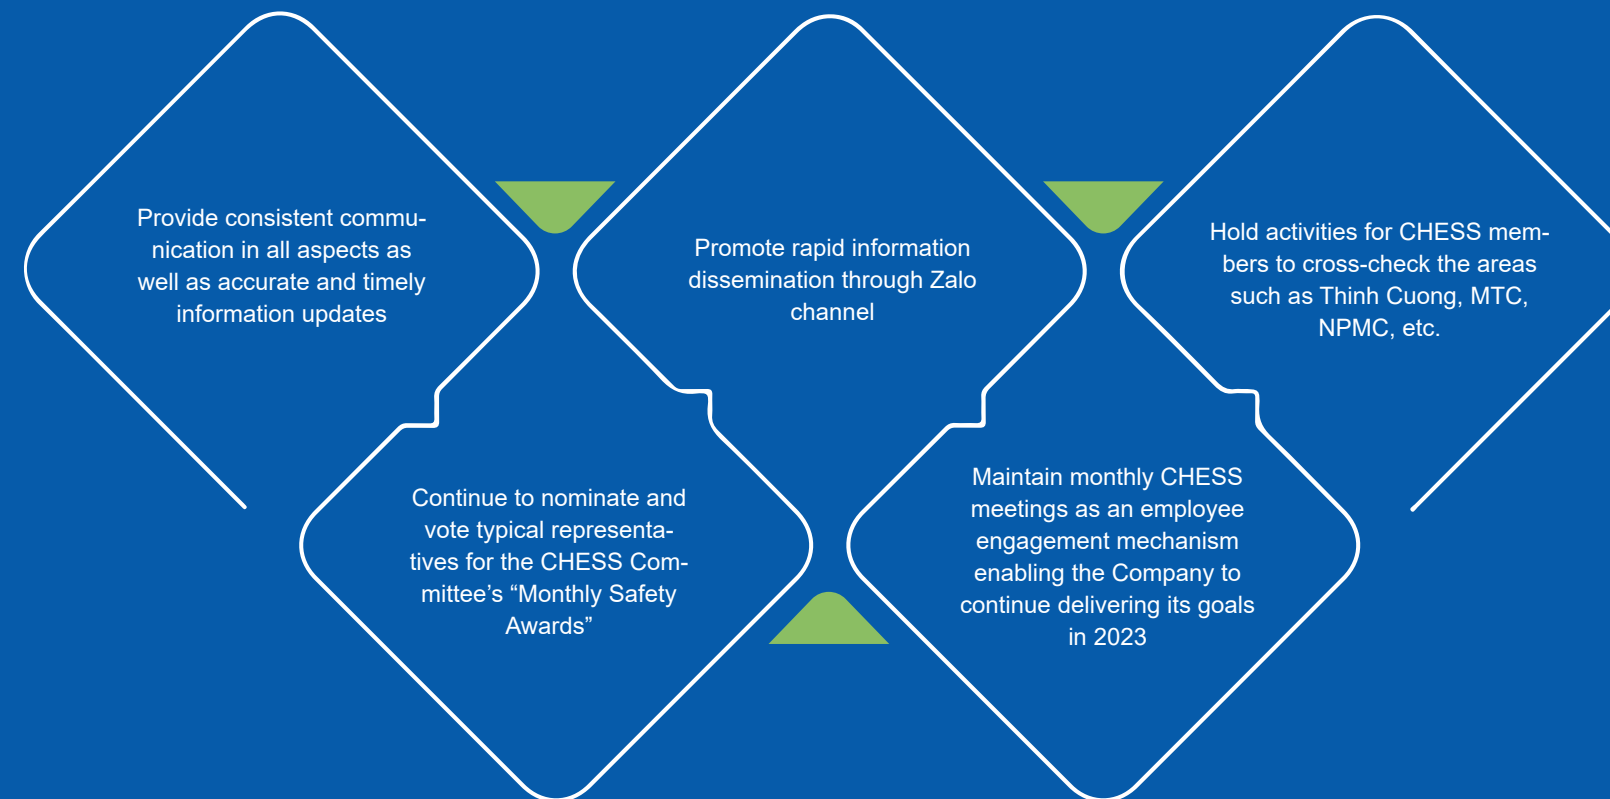 Provide consistent commu-
nication in all aspects as
well as accurate and timely
information updates
Continue to nominate and
vote typical representa-
tives for the CHESS Com-
mittee’s “Monthly Safety
Awards”
Promote rapid information
dissemination through Zalo
channel
Maintain monthly CHESS
meetings as an employee
engagement mechanism
enabling the Company to
continue delivering its goals
in 2023
Hold activities for CHESS mem-
bers to cross-check the areas
such as Thinh Cuong, MTC,
NPMC, etc.